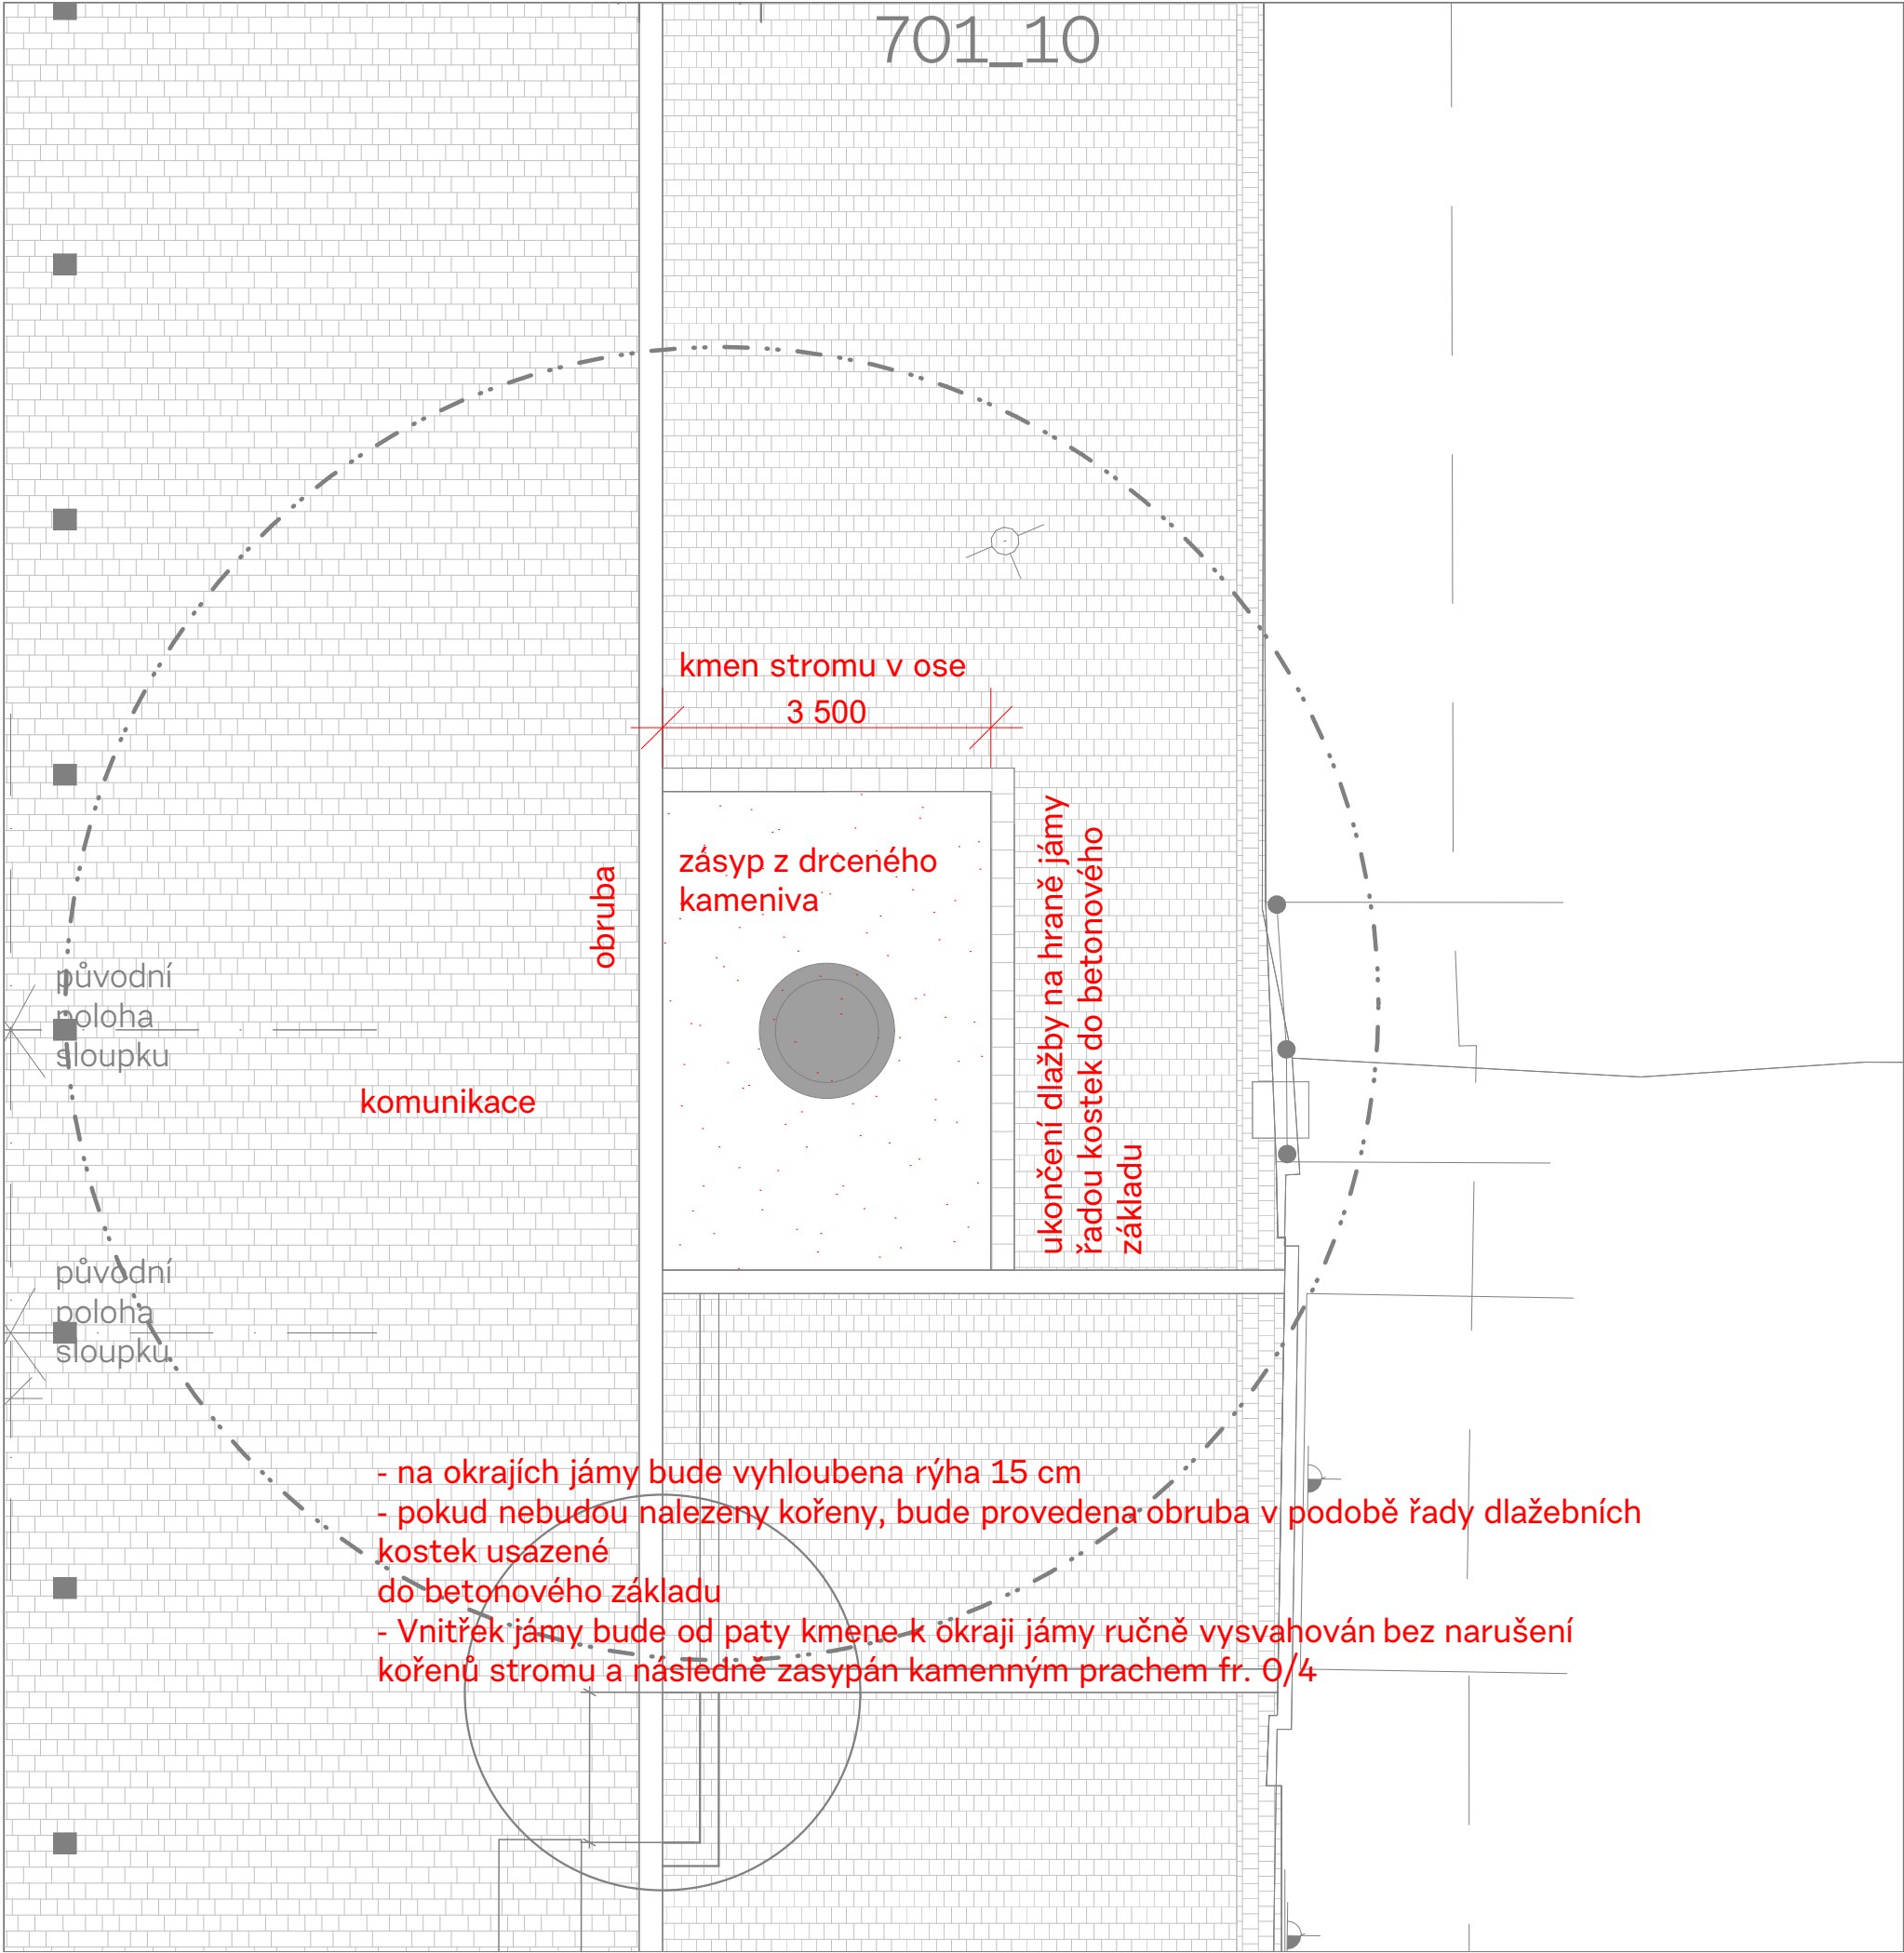 701_10
kmen stromu v ose
3 500
zásyp z drceného
kameniva
obruba
ukončení dlažby na hraně jámy
řadou kostek do betonového
základu
původní
poloha
sloupku
komunikace
původní
poloha
sloupku
- na okrajích jámy bude vyhloubena rýha 15 cm
- pokud nebudou nalezeny kořeny, bude provedena obruba v podobě řady dlažebních
kostek usazené
do betonového základu
- Vnitřek jámy bude od paty kmene k okraji jámy ručně vysvahován bez narušení
kořenů stromu a následně zasypán kamenným prachem fr. 0/4